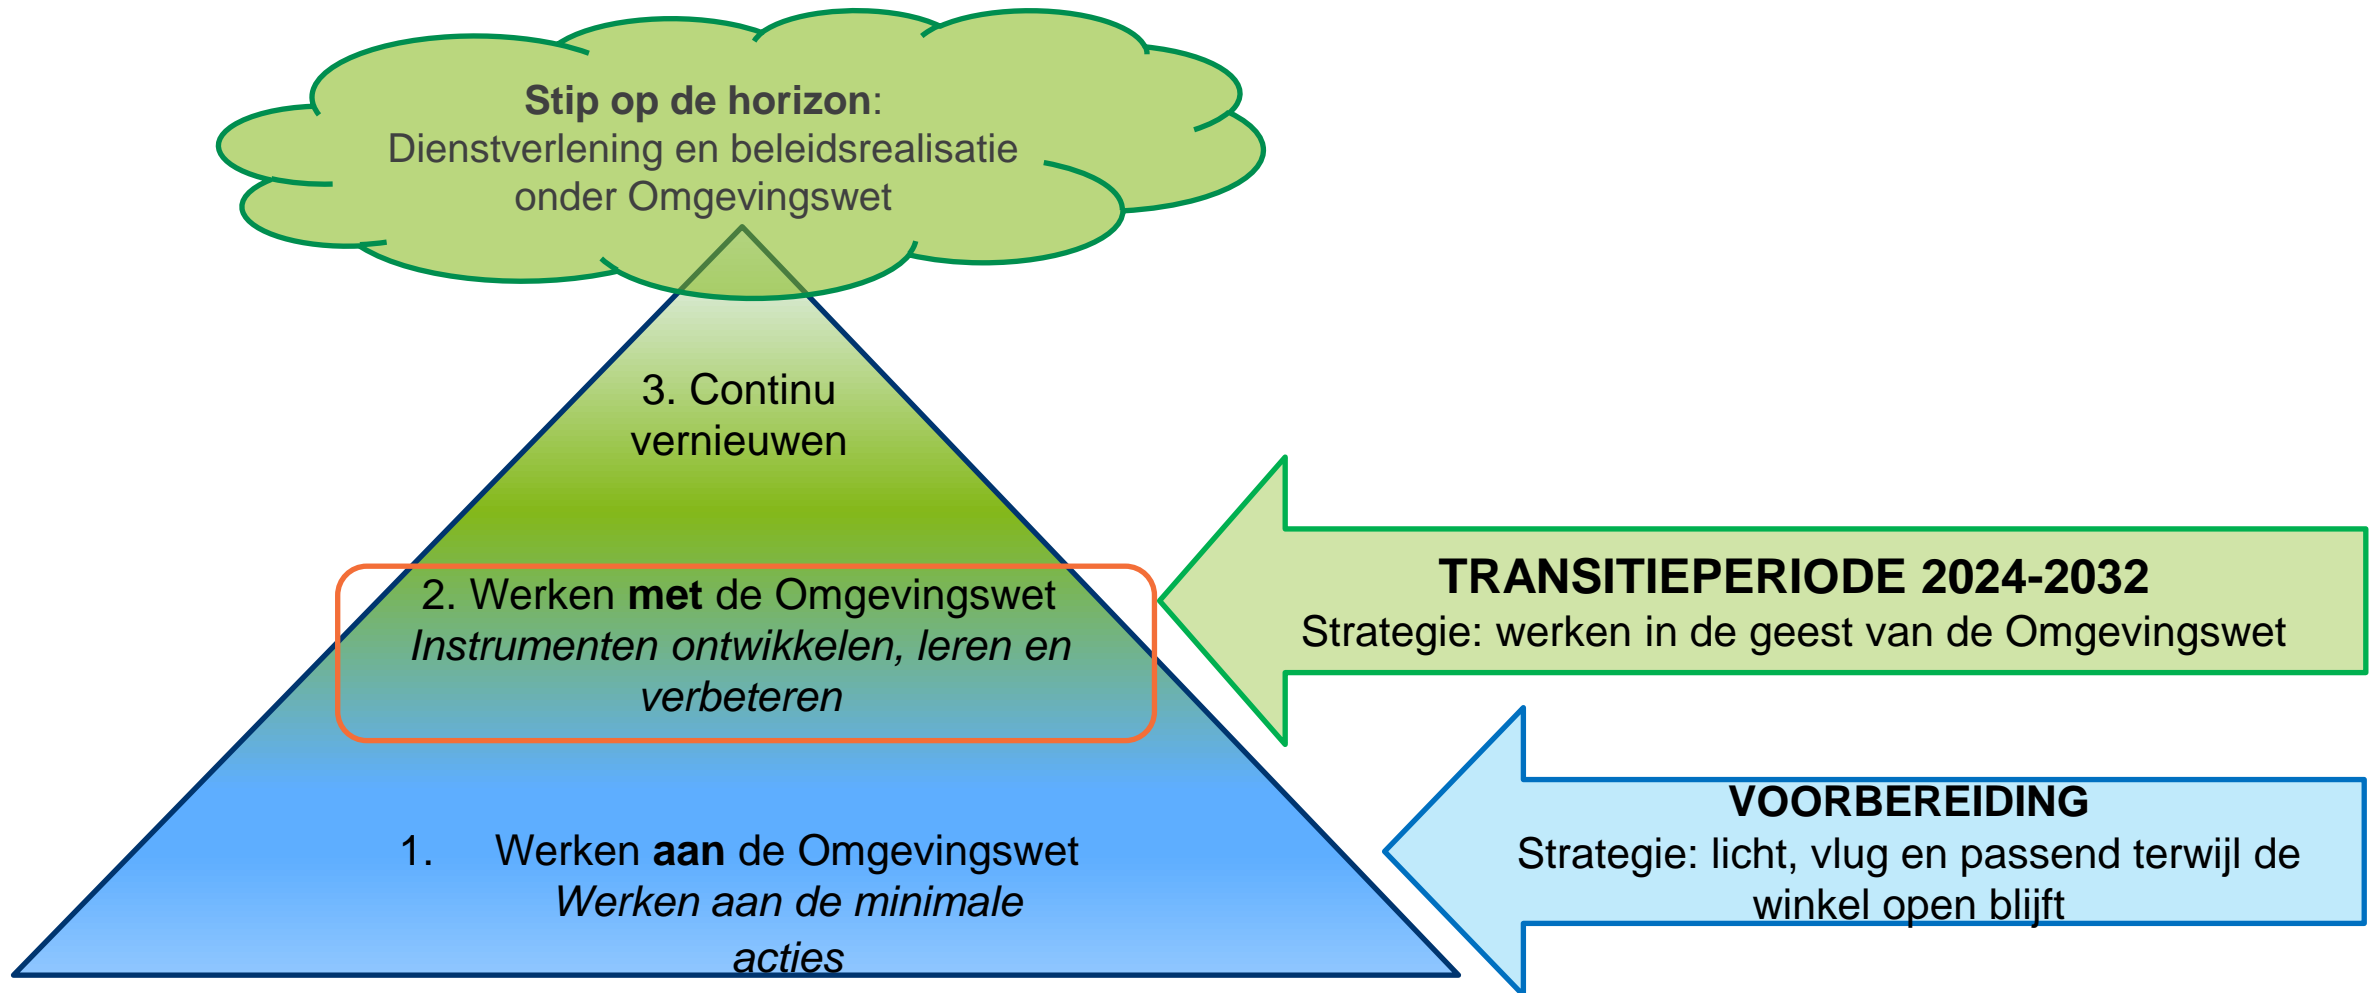 Stip op de horizon:
Dienstverlening en beleidsrealisatie
onder Omgevingswet
3. Continu
vernieuwen
2. Werken met de Omgevingswet
Instrumenten ontwikkelen, leren en
verbeteren
1. Werken aan de Omgevingswet
Werken aan de minimale
acties
TRANSITIEPERIODE 2024-2032
Strategie: werken in de geest van de Omgevingswet
VOORBEREIDING
Strategie: licht, vlug en passend terwijl de
winkel open blijft